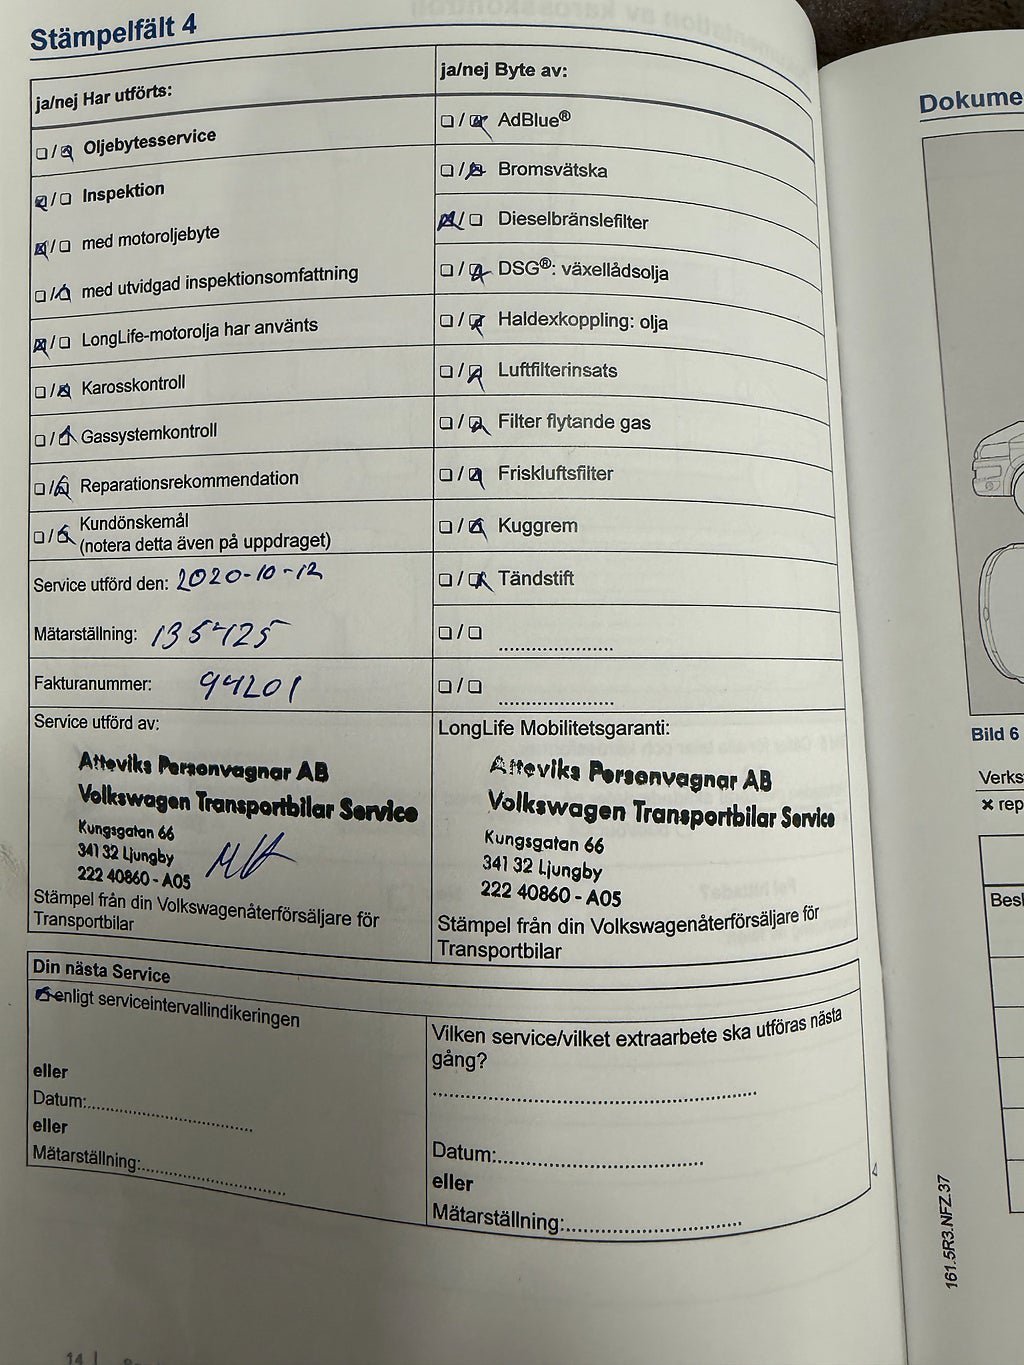 Stämpelfält 4
ja/nej Har utförts:
☐/☒ Oljebytesservice
☒/☐ Inspektion
☒/☐ med motoroljebyte
☐/☒ med utvidgad inspektionsomfattning
☒/☐ LongLife-motorolja har använts
☐/☒ Karosskontroll
☐/☒ Gassystemkontroll
☐/☒ Reparationsrekommendation
☐/☒ Kundönskemål
(notera detta även på uppdraget)
Service utförd den: 2020-10-12
Mätarställning: 135425
Fakturanummer: 94201
Service utförd av:
Atteviks Personvagnar AB
Volkswagen Transportbilar Service
Kungsgatan 66
341 32 Ljungby
222 40860 - A05
Stämpel från din Volkswagenåterförsäljare för
Transportbilar
ja/nej Byte av:
☐/☒ AdBlue®
☐/☒ Bromsvätska
☒/☐ Dieselbränslefilter
☐/☒ DSG®: växellådsolja
☐/☒ Haldexkoppling: olja
☐/☒ Luftfilterinsats
☐/☒ Filter flytande gas
☐/☒ Friskluftsfilter
☐/☒ Kuggrem
☐/☒ Tändstift
☐/☐ ....................
☐/☐ ....................
LongLife Mobilitetsgaranti:
Atteviks Personvagnar AB
Volkswagen Transportbilar Service
Kungsgatan 66
341 32 Ljungby
222 40860 - A05
Stämpel från din Volkswagenåterförsäljare för
Transportbilar
Din nästa Service
☒ enligt serviceintervallindikeringen
eller
Datum:..............................
eller
Mätarställning:..........................
Vilken service/vilket extraarbete ska utföras nästa
gång?
............................................................
Datum:......................................
eller
Mätarställning:................................
14
Dokume
Bild 6
Verks
✖ rep
Besl
161.5R3.NFZ.37